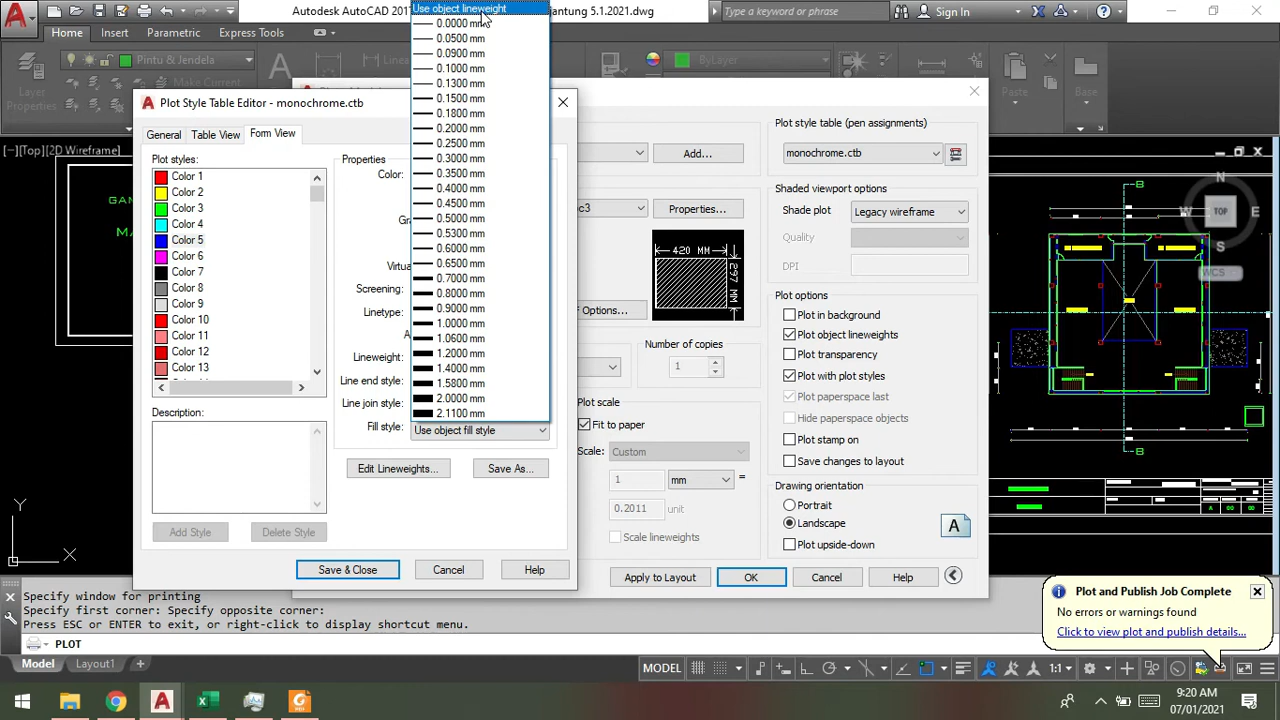 Autodesk AutoCAD 201
jantung 5.1.2021.dwg
Type a keyword or phrase
Sign In
Home
Insert
Parametric
Express Tools
Layer
Properties
Pintu & Jendela
Make Current
Linea
ByLayer
Paste
[−][Top][2D Wireframe]
Plot Style Table Editor - monochrome.ctb
General
Table View
Form View
Plot styles:
Color 1
Color 2
Color 3
Color 4
Color 5
Color 6
Color 7
Color 8
Color 9
Color 10
Color 11
Color 12
Color 13
Properties
Color:
Gra
Virtua
Screening:
Linetype:
A
Lineweight:
Line end style:
Line join style:
Fill style:
Use object fill style
Use object lineweight
0.0000 mm
0.0500 mm
0.0900 mm
0.1000 mm
0.1300 mm
0.1500 mm
0.1800 mm
0.2000 mm
0.2500 mm
0.3000 mm
0.3500 mm
0.4000 mm
0.4500 mm
0.5000 mm
0.5300 mm
0.6000 mm
0.6500 mm
0.7000 mm
0.8000 mm
0.9000 mm
1.0000 mm
1.0600 mm
1.2000 mm
1.4000 mm
1.5800 mm
2.0000 mm
2.1100 mm
Description:
Edit Lineweights...
Save As...
Add Style
Delete Style
Save & Close
Cancel
Help
Add...
oc3
Properties...
420 MM
297 MM
F Options...
Number of copies
1
Plot scale
Fit to paper
Scale:
Custom
1
mm
=
0.2011
unit
Scale lineweights
Plot style table (pen assignments)
monochrome.ctb
Shaded viewport options
Shade plot
Legacy wireframe
Quality
DPI
Plot options
Plot in background
Plot object lineweights
Plot transparency
Plot with plot styles
Plot paperspace last
Hide paperspace objects
Plot stamp on
Save changes to layout
Drawing orientation
Portrait
Landscape
Plot upside-down
A
Apply to Layout
OK
Cancel
Help
GAN
MA
N
W
TOP
E
S
WCS
B
B
Y
X
Specify window for printing
Specify first corner: Specify opposite corner:
Press ESC or ENTER to exit, or right-click to display shortcut menu.
PLOT
Plot and Publish Job Complete
No errors or warnings found
Click to view plot and publish details...
Model
Layout1
MODEL
1:1
9:20 AM
07/01/2021